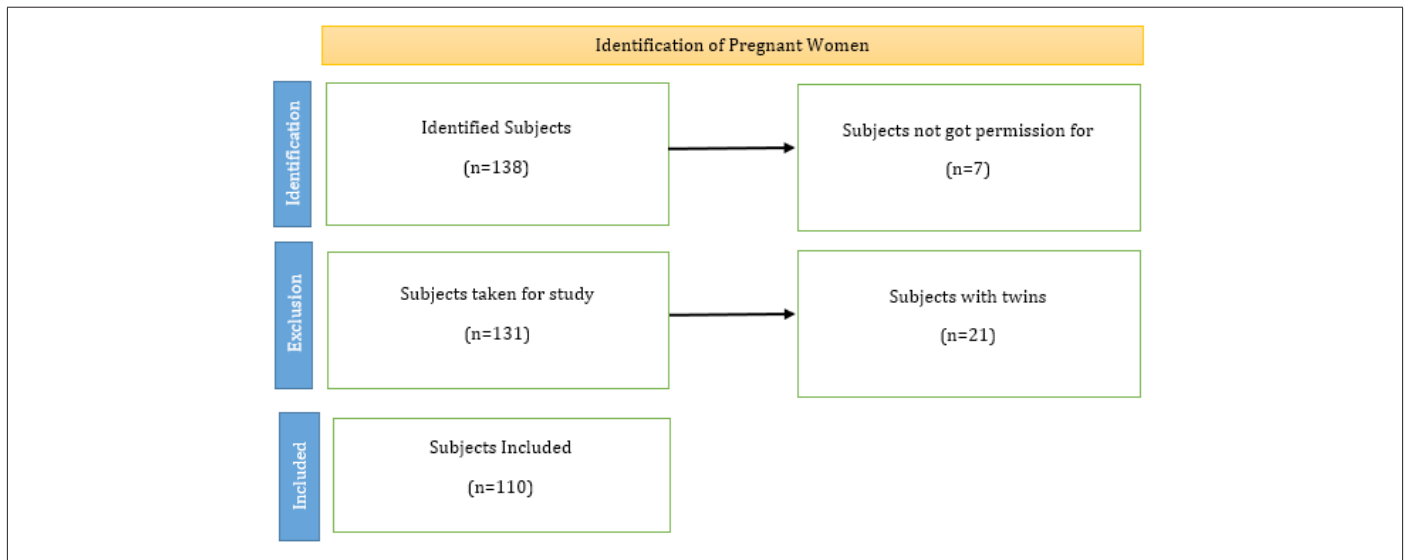 Identification of Pregnant Women
Identification
Identified Subjects
(n=138)
Subjects not got permission for
(n=7)
Exclusion
Subjects taken for study
(n=131)
Subjects with twins
(n=21)
Included
Subjects Included
(n=110)